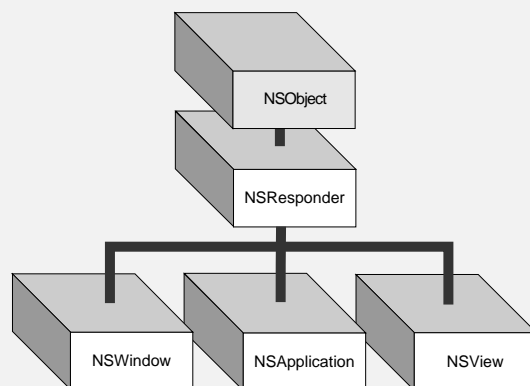 NSObject
NSResponder
NSWindow
NSApplication
NSView